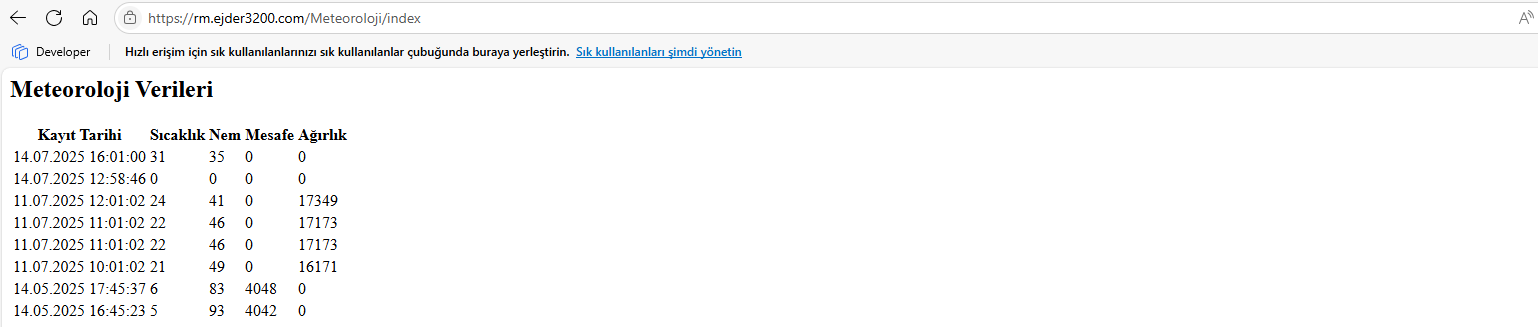 https://rm.ejder3200.com/Meteoroloji/index
Developer Hızlı erişim için sık kullanılanlarınızı sık kullanılanlar çubuğunda buraya yerleştirin. Sık kullanılanları şimdi yönetin
Meteoroloji Verileri
Kayıt Tarihi Sıcaklık Nem Mesafe Ağırlık
14.07.2025 16:01:00 31 35 0 0
14.07.2025 12:58:46 0 0 0 0
11.07.2025 12:01:02 24 41 0 17349
11.07.2025 11:01:02 22 46 0 17173
11.07.2025 11:01:02 22 46 0 17173
11.07.2025 10:01:02 21 49 0 16171
14.05.2025 17:45:37 6 83 4048 0
14.05.2025 16:45:23 5 93 4042 0